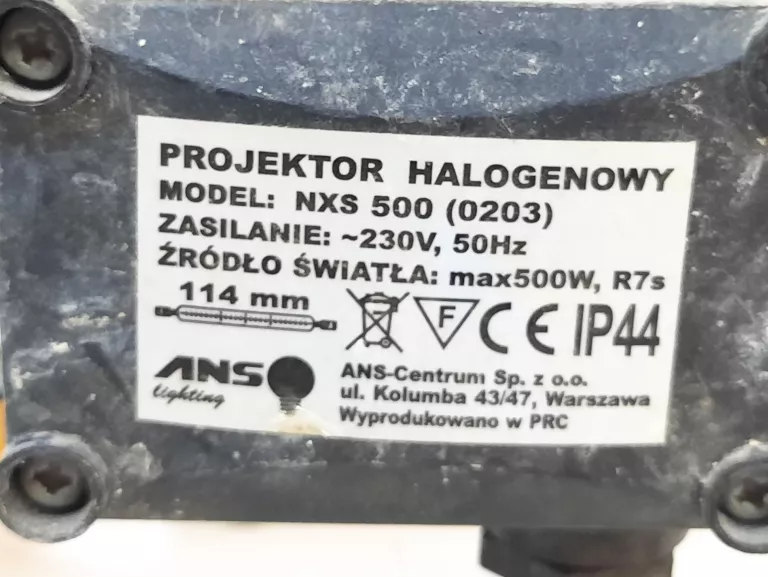 PROJEKTOR HALOGENOWY
MODEL: NXS 500 (0203)
ZASILANIE: ~230V, 50Hz
ŹRÓDŁO ŚWIATŁA: max500W, R7s
114 mm
F CE IP44
ANS
lighting
ANS-Centrum Sp. z o.o.
ul. Kolumba 43/47, Warszawa
Wyprodukowano w PRC